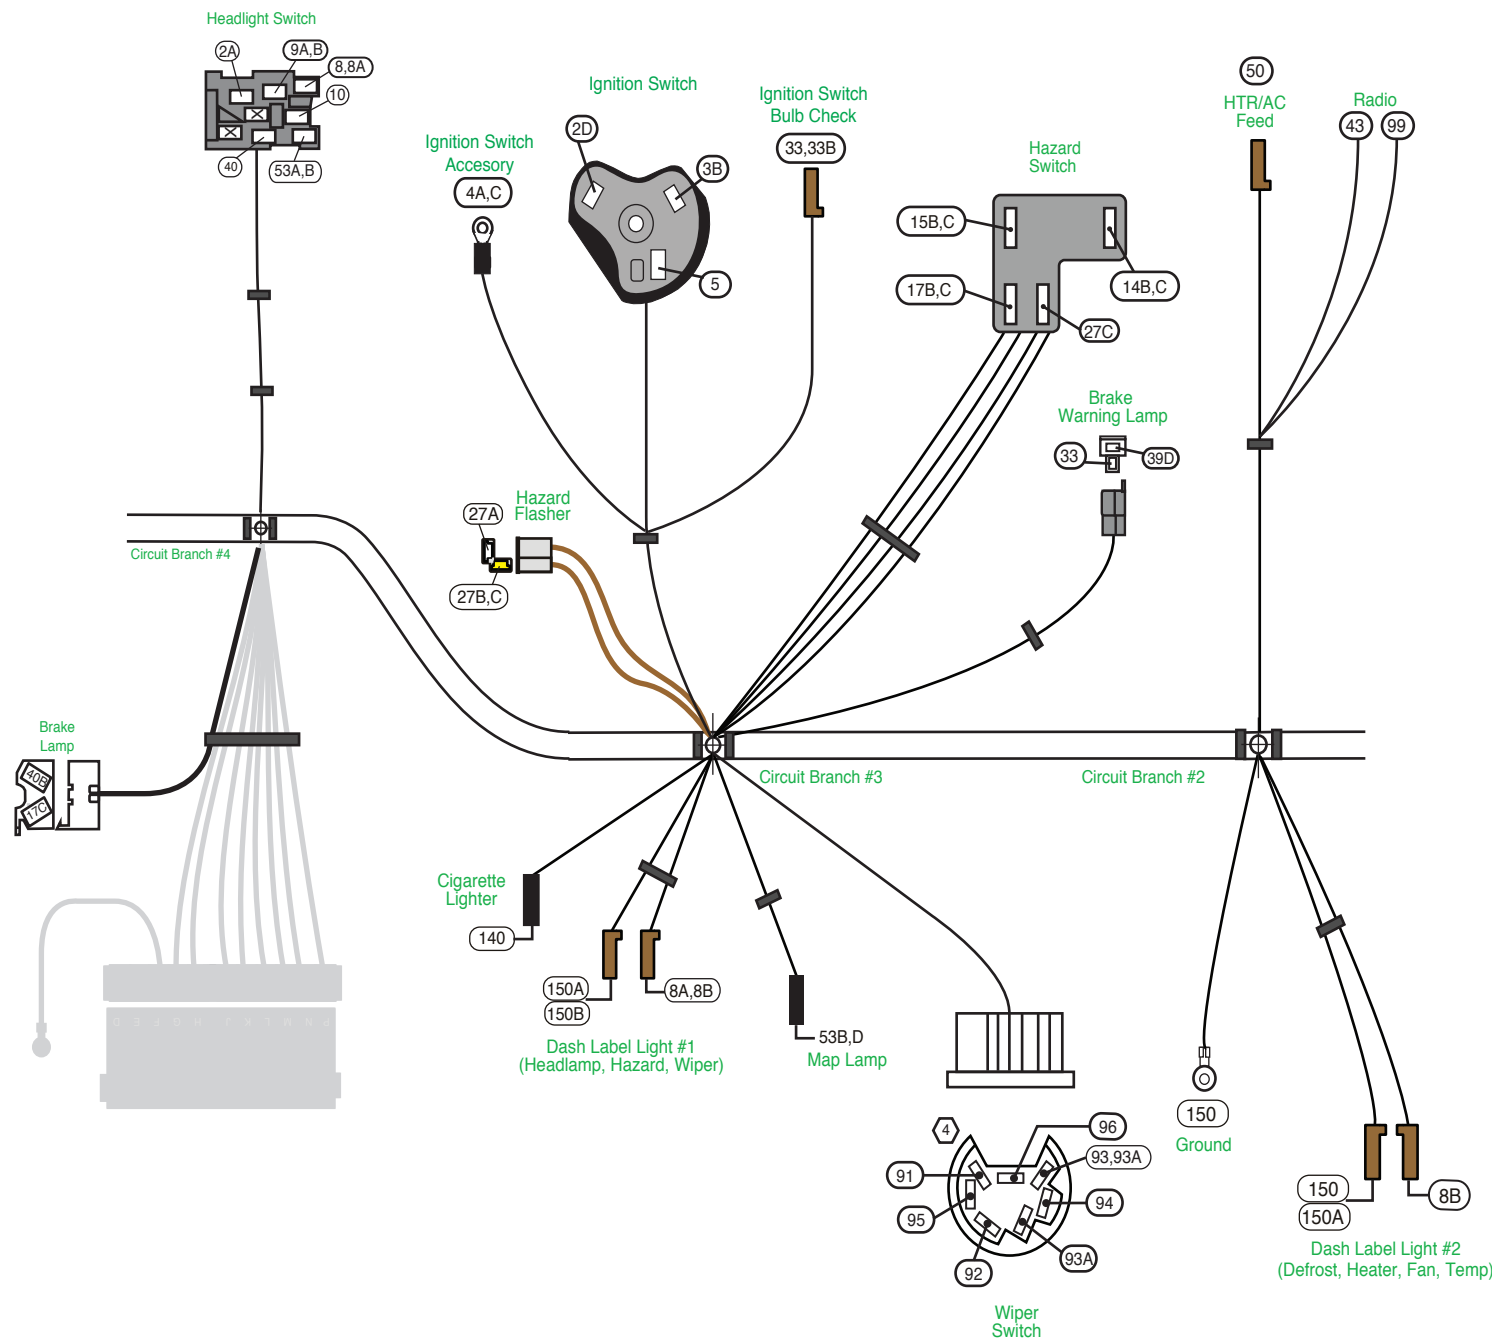 Headlight Switch
2A
9A,B
8,8A
10
40
53A,B
Ignition Switch
2D
3B
5
Ignition Switch
Accesory
4A,C
Ignition Switch
Bulb Check
33,33B
Hazard
Switch
15B,C
17B,C
14B,C
27C
50
HTR/AC
Feed
Radio
43
99
Brake
Warning Lamp
33
39D
Hazard
Flasher
27A
27B,C
Circuit Branch #4
Brake
Lamp
40B
17C
D E F G H J K L M N P
Circuit Branch #3
Circuit Branch #2
Cigarette
Lighter
140
150A
150B
8A,8B
Dash Label Light #1
(Headlamp, Hazard, Wiper)
53B,D
Map Lamp
4
96
93,93A
91
94
95
92
93A
Wiper
Switch
150
Ground
150
150A
8B
Dash Label Light #2
(Defrost, Heater, Fan, Temp)